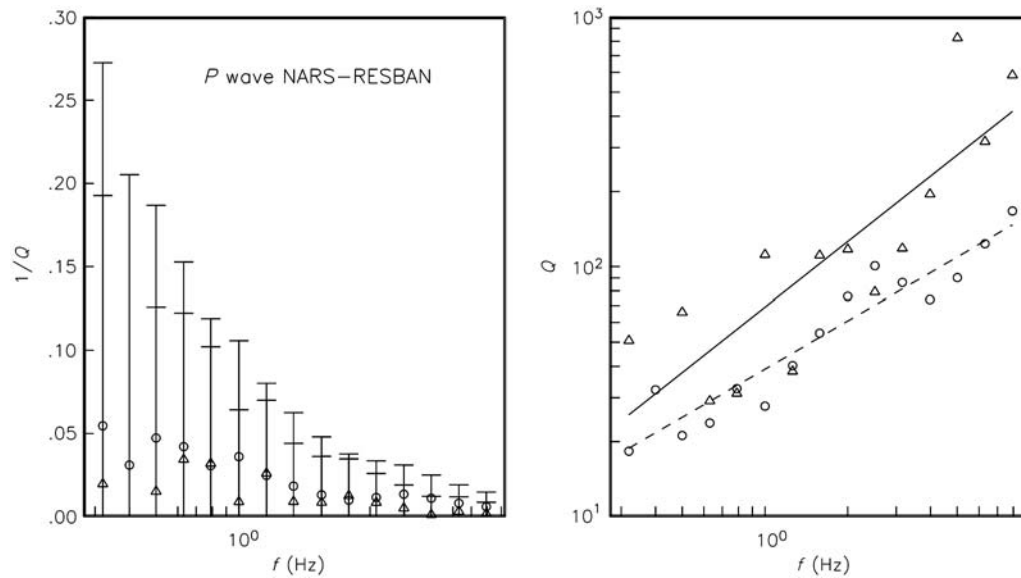 .30
.25
.20
.15
.10
.05
.00
1/Q
P wave NARS-RESBAN
10⁰
f (Hz)
10³
10²
10¹
Q
10⁰
f (Hz)